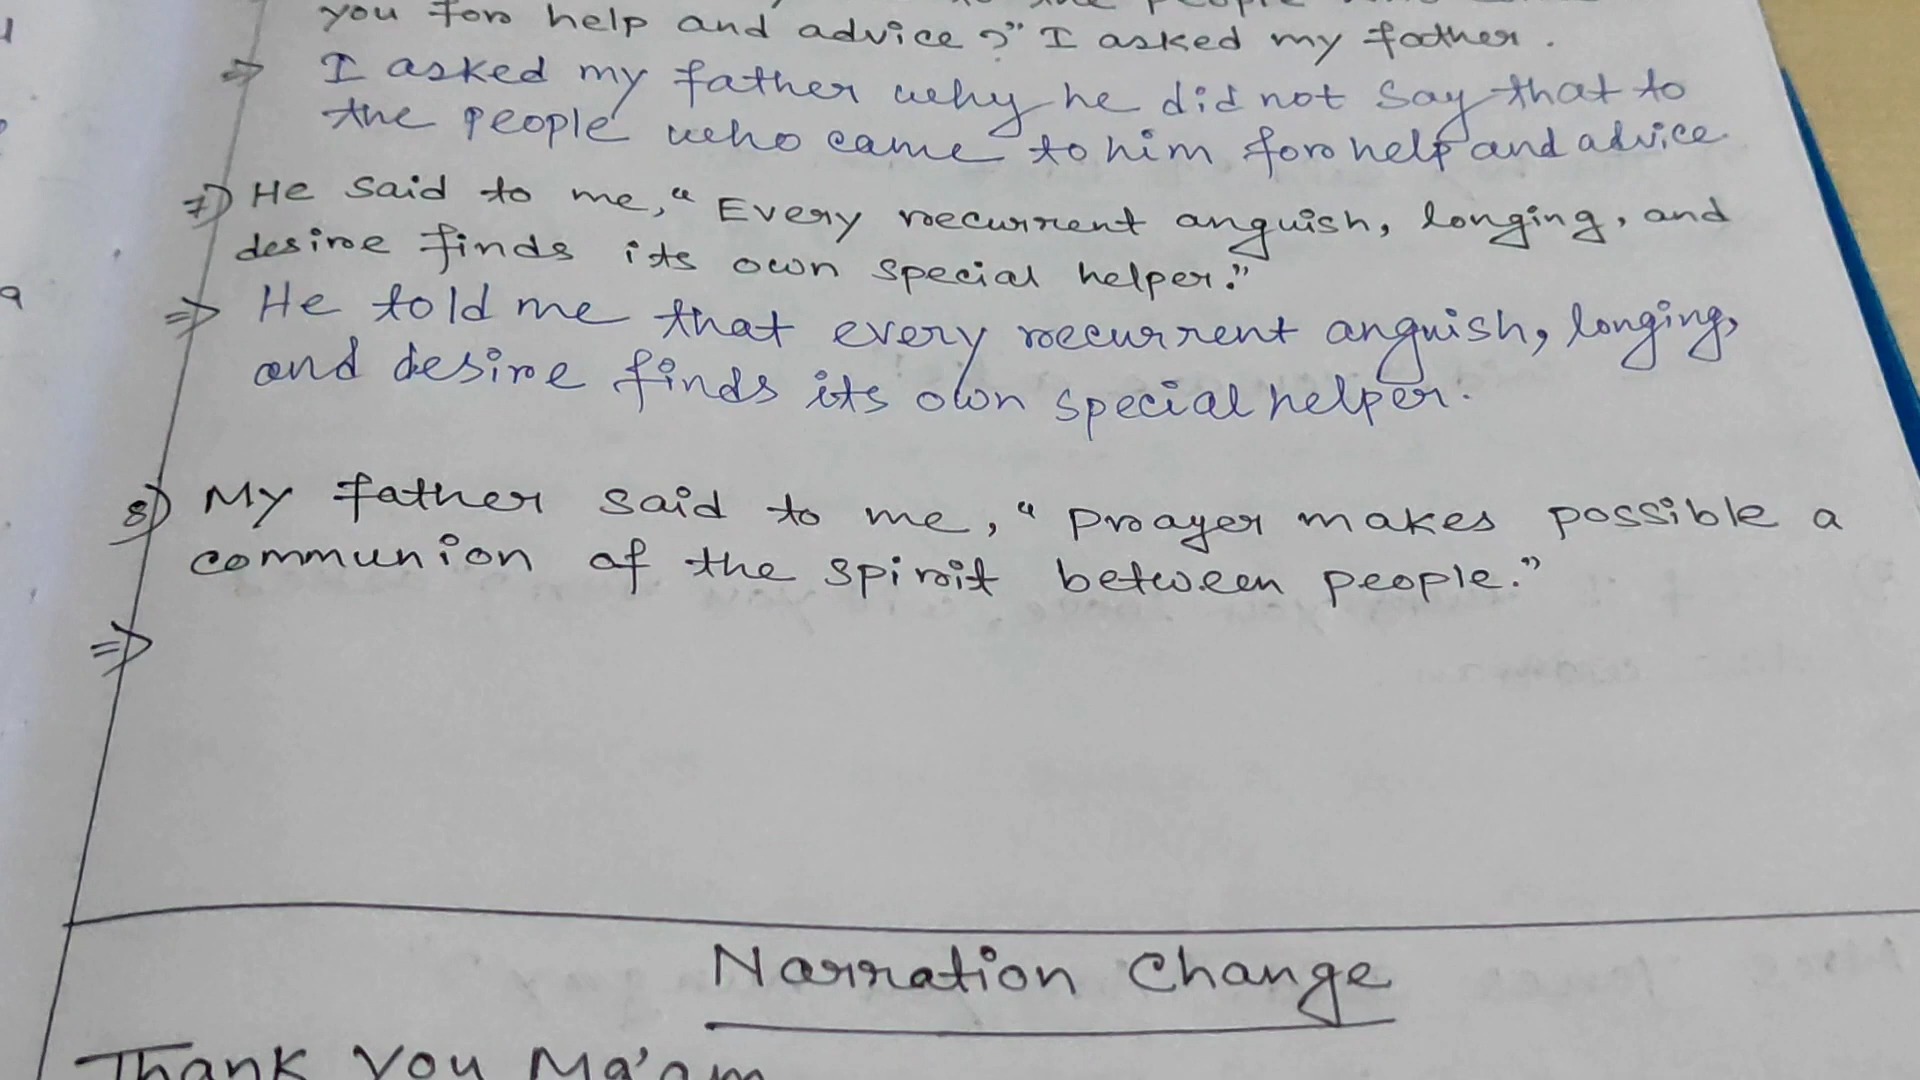 you for help and advice ?" I asked my father.
⇒ I asked my father why he did not say that to
the people who came to him for help and advice.
7) He said to me, "Every recurrent anguish, longing, and
desire finds its own special helper."
⇒ He told me that every recurrent anguish, longing,
and desire finds its own special helper.
8) My father said to me, "prayer makes possible a
communion of the spirit between people."
⇒
Narration Change
Thank You Ma'am